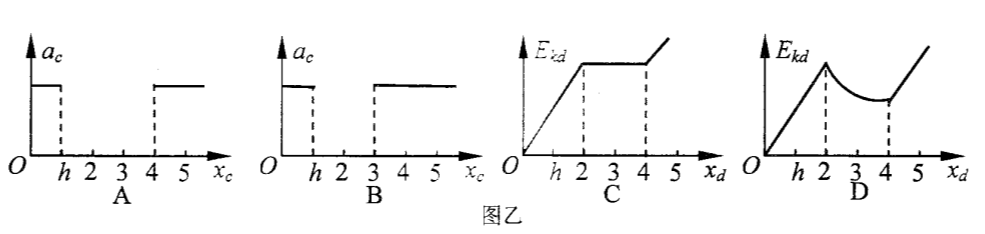 a_c a_c E_kd E_kd
O h 2 3 4 5 x_c O h 2 3 4 5 x_c O h 2 3 4 5 x_d O h 2 3 4 5 x_d
A B C D
图乙